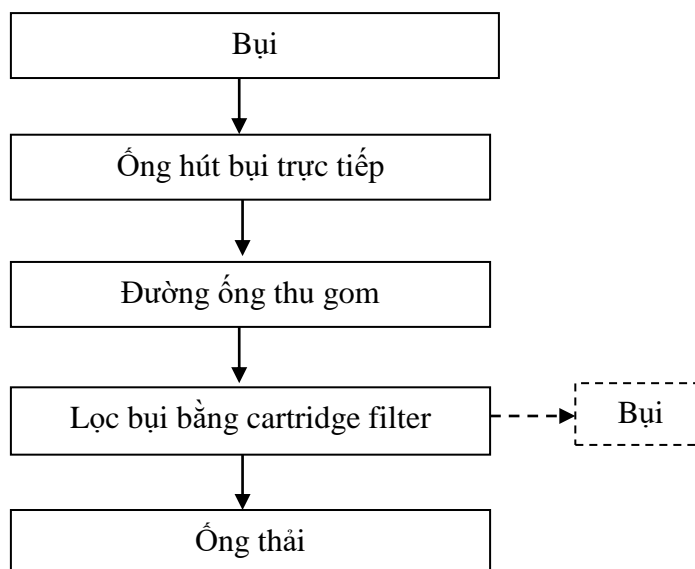 Bụi
Ống hút bụi trực tiếp
Đường ống thu gom
Lọc bụi bằng cartridge filter
Bụi
Ống thải